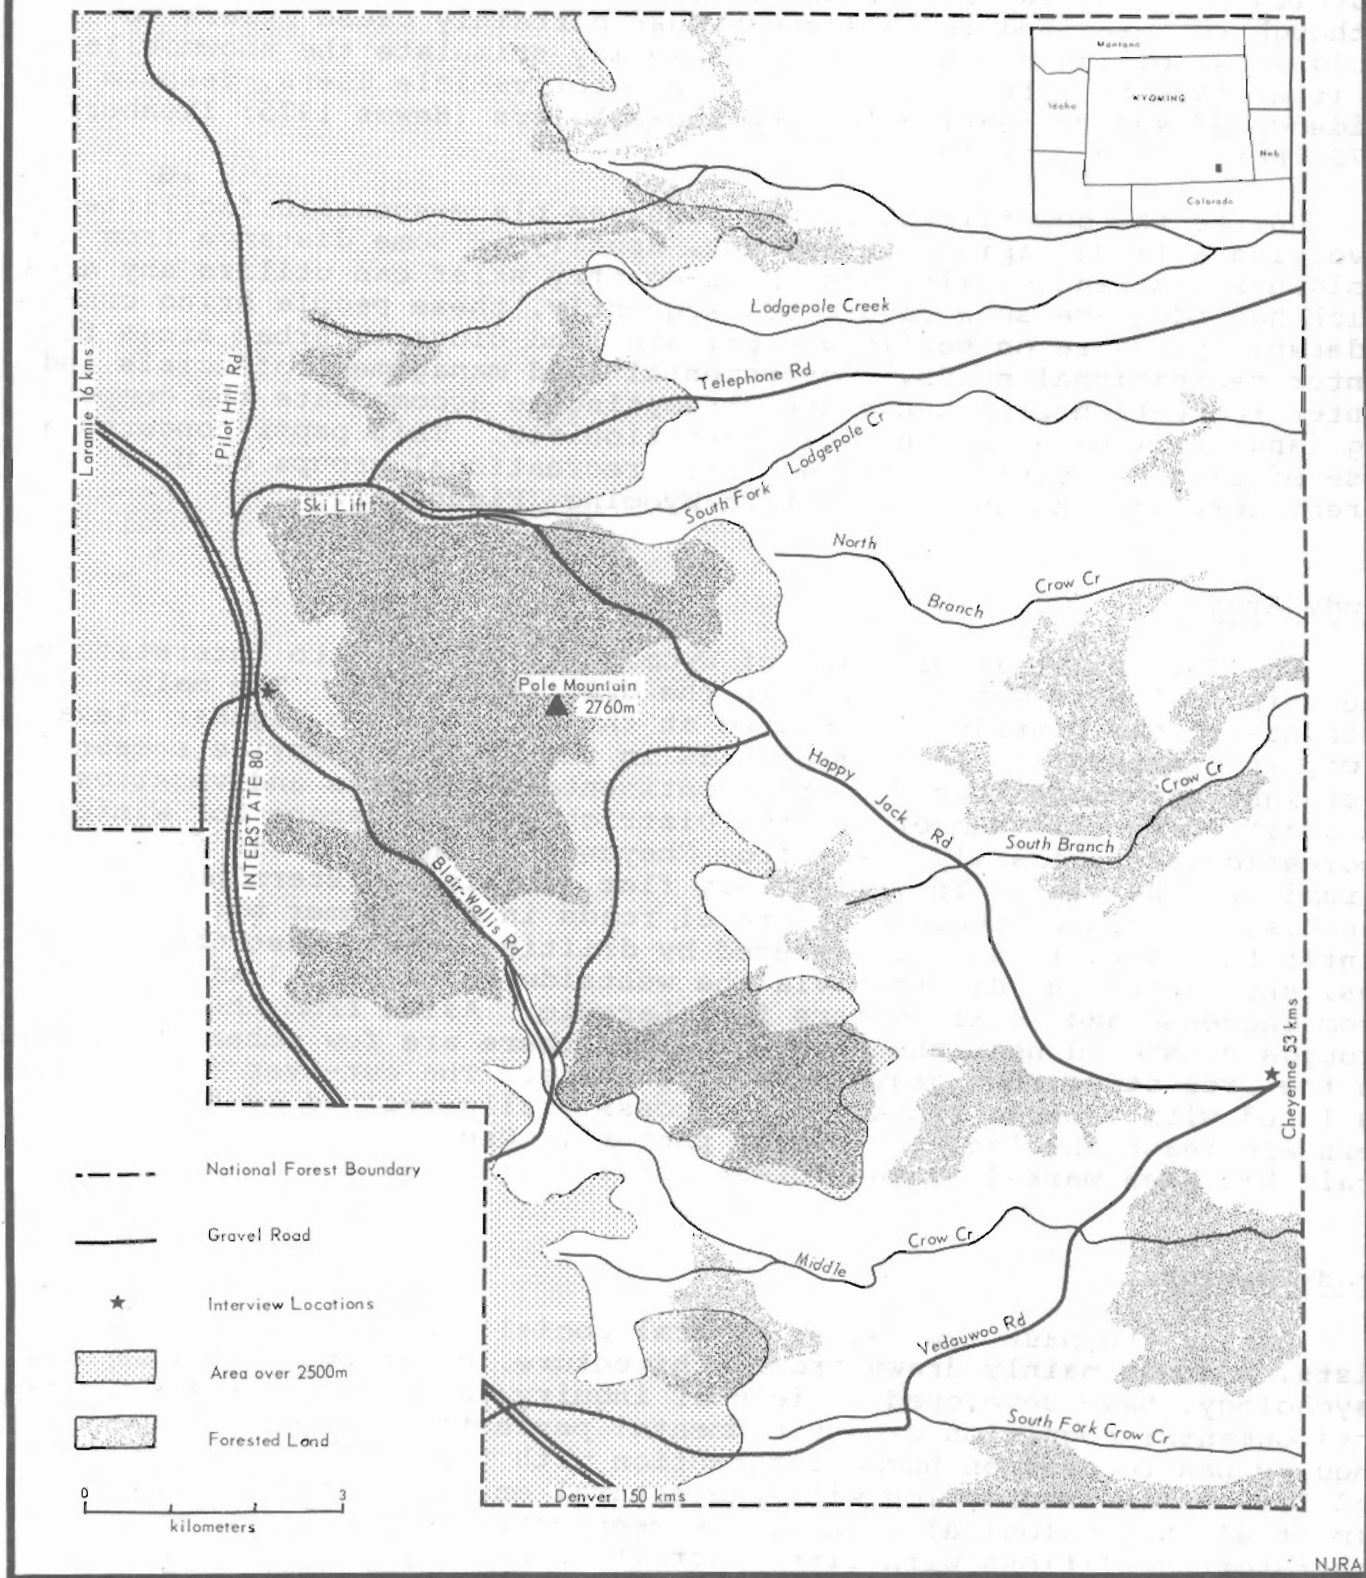 Montana
Idaho
WYOMING
Neb
Colorado
Lodgepole Creek
Telephone Rd
Laramie 16 kms
Pilot Hill Rd
Lodgepole Cr
South Fork
Ski Lift
North
Branch
Crow Cr
Pole Mountain
2760m
INTERSTATE 80
Happy
Jack
Rd
Crow Cr
South Branch
Blair-Wallis Rd
Cheyenne 53 kms
National Forest Boundary
Gravel Road
Interview Locations
Area over 2500m
Forested Land
0
1
2
3
kilometers
Crow Cr
Middle
Vedauwoo Rd
South Fork Crow Cr
Denver 150 kms
NJRA